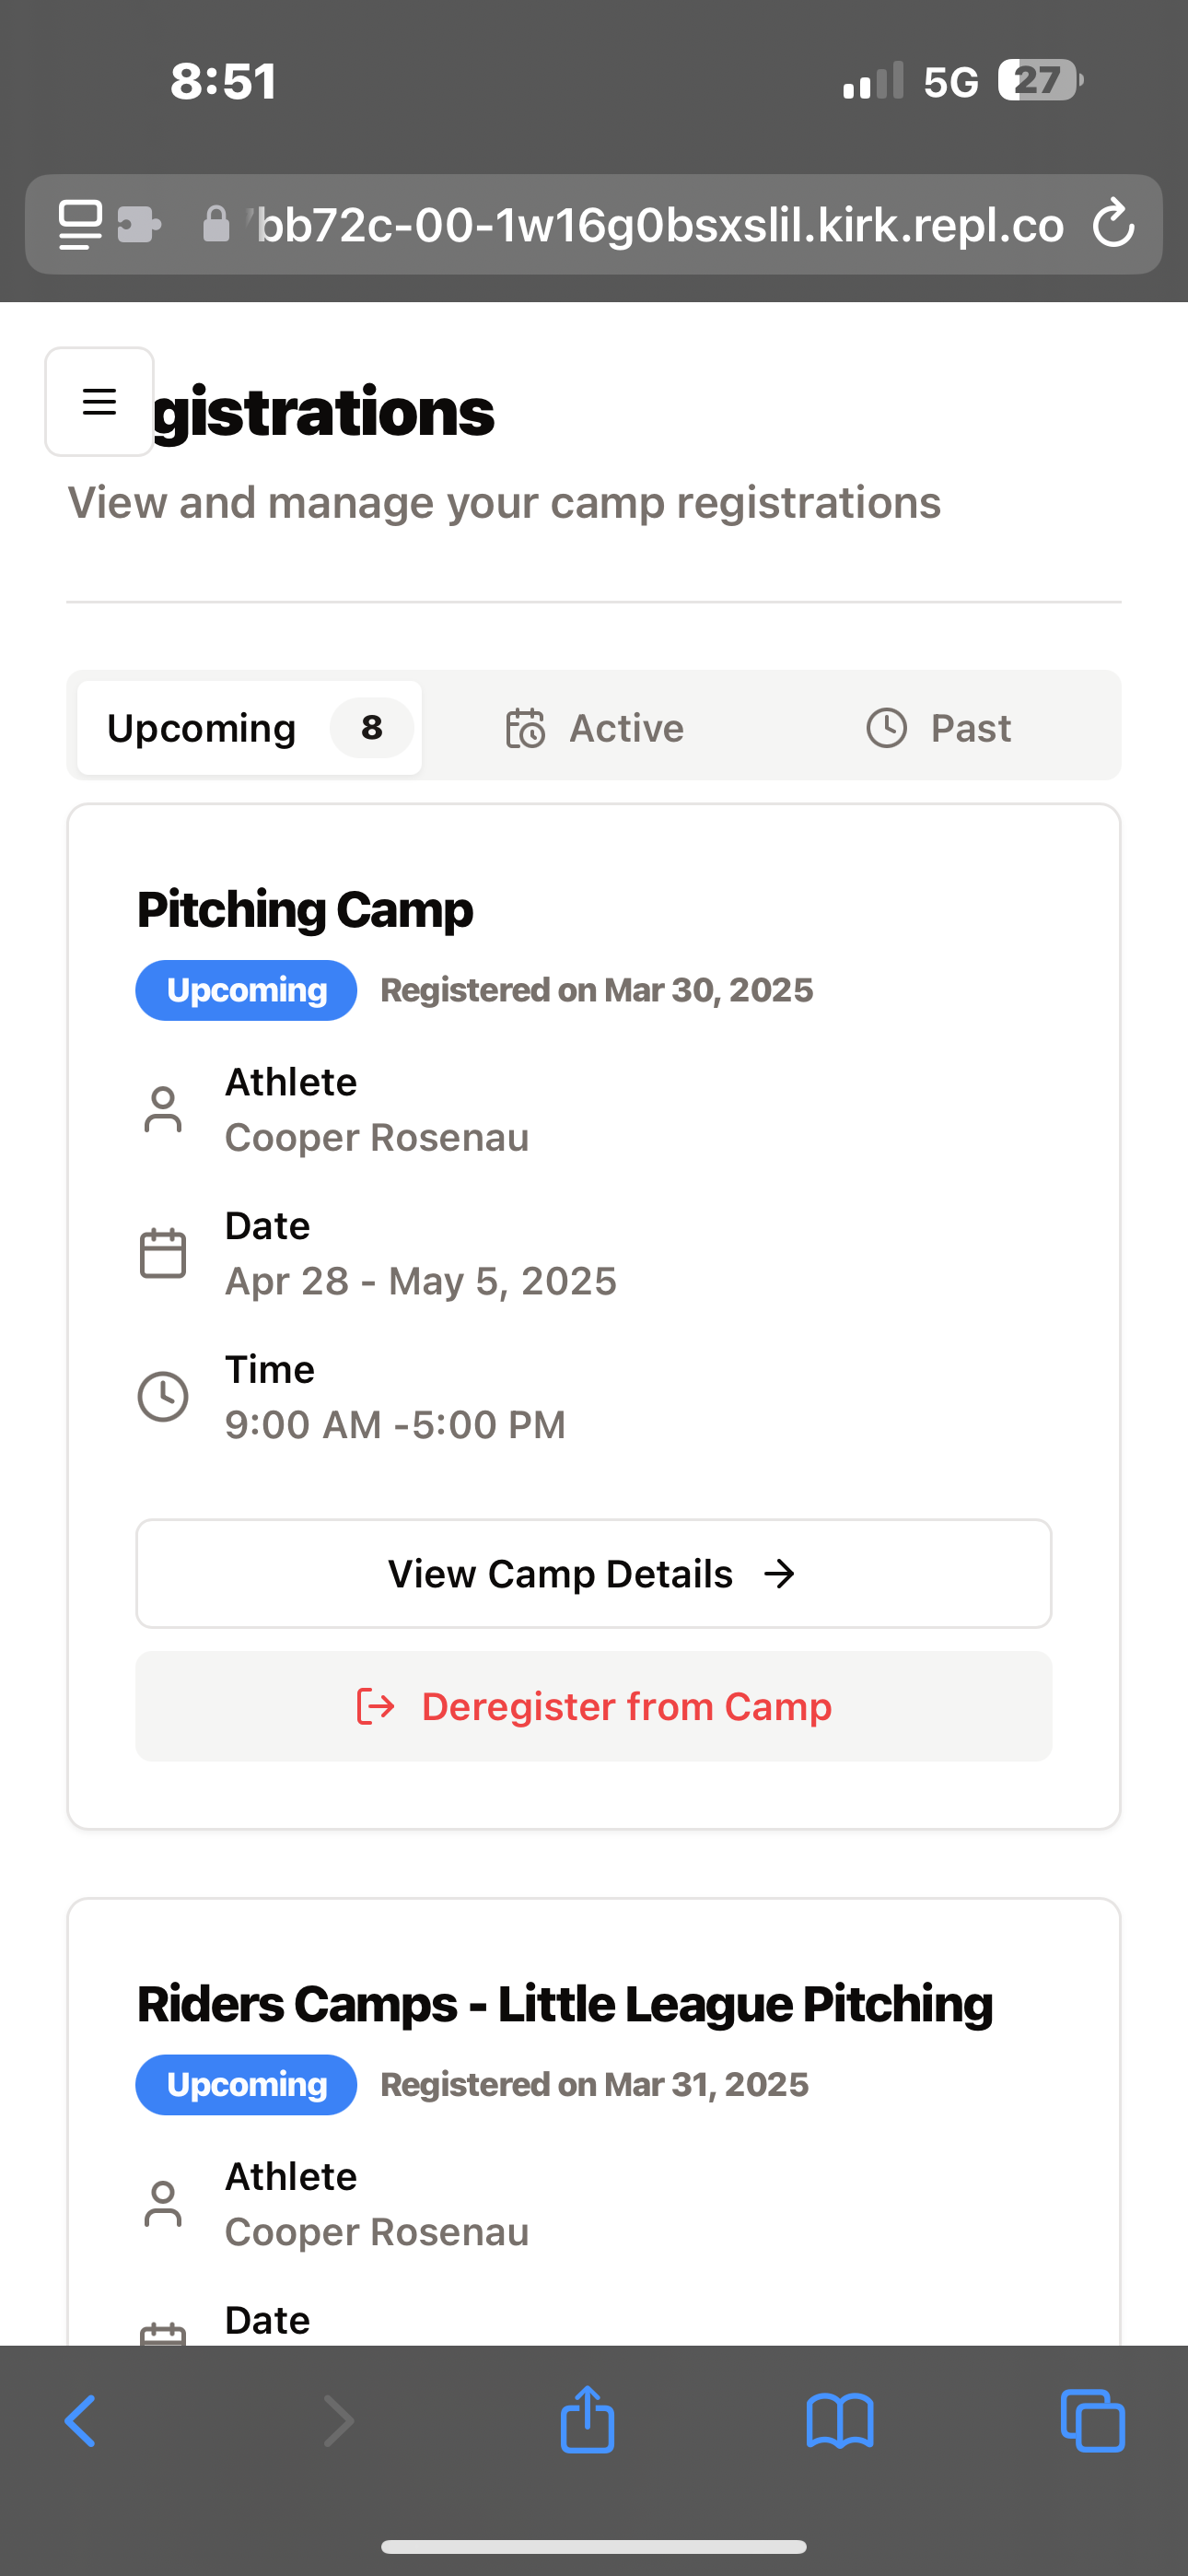 8:51
5G 27
bb72c-00-1w16g0bsxslil.kirk.repl.co
gistrations
View and manage your camp registrations
Upcoming 8 Active Past
Pitching Camp
Upcoming Registered on Mar 30, 2025
Athlete
Cooper Rosenau
Date
Apr 28 - May 5, 2025
Time
9:00 AM -5:00 PM
View Camp Details →
Deregister from Camp
Riders Camps - Little League Pitching
Upcoming Registered on Mar 31, 2025
Athlete
Cooper Rosenau
Date